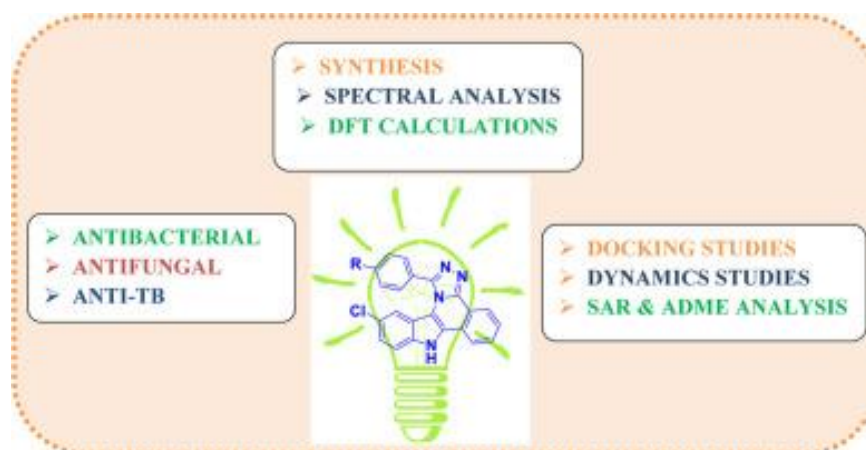 SYNTHESIS
SPECTRAL ANALYSIS
DFT CALCULATIONS
ANTIBACTERIAL
ANTIFUNGAL
ANTI-TB
R
N
N
N
Cl
N
H
DOCKING STUDIES
DYNAMICS STUDIES
SAR & ADME ANALYSIS